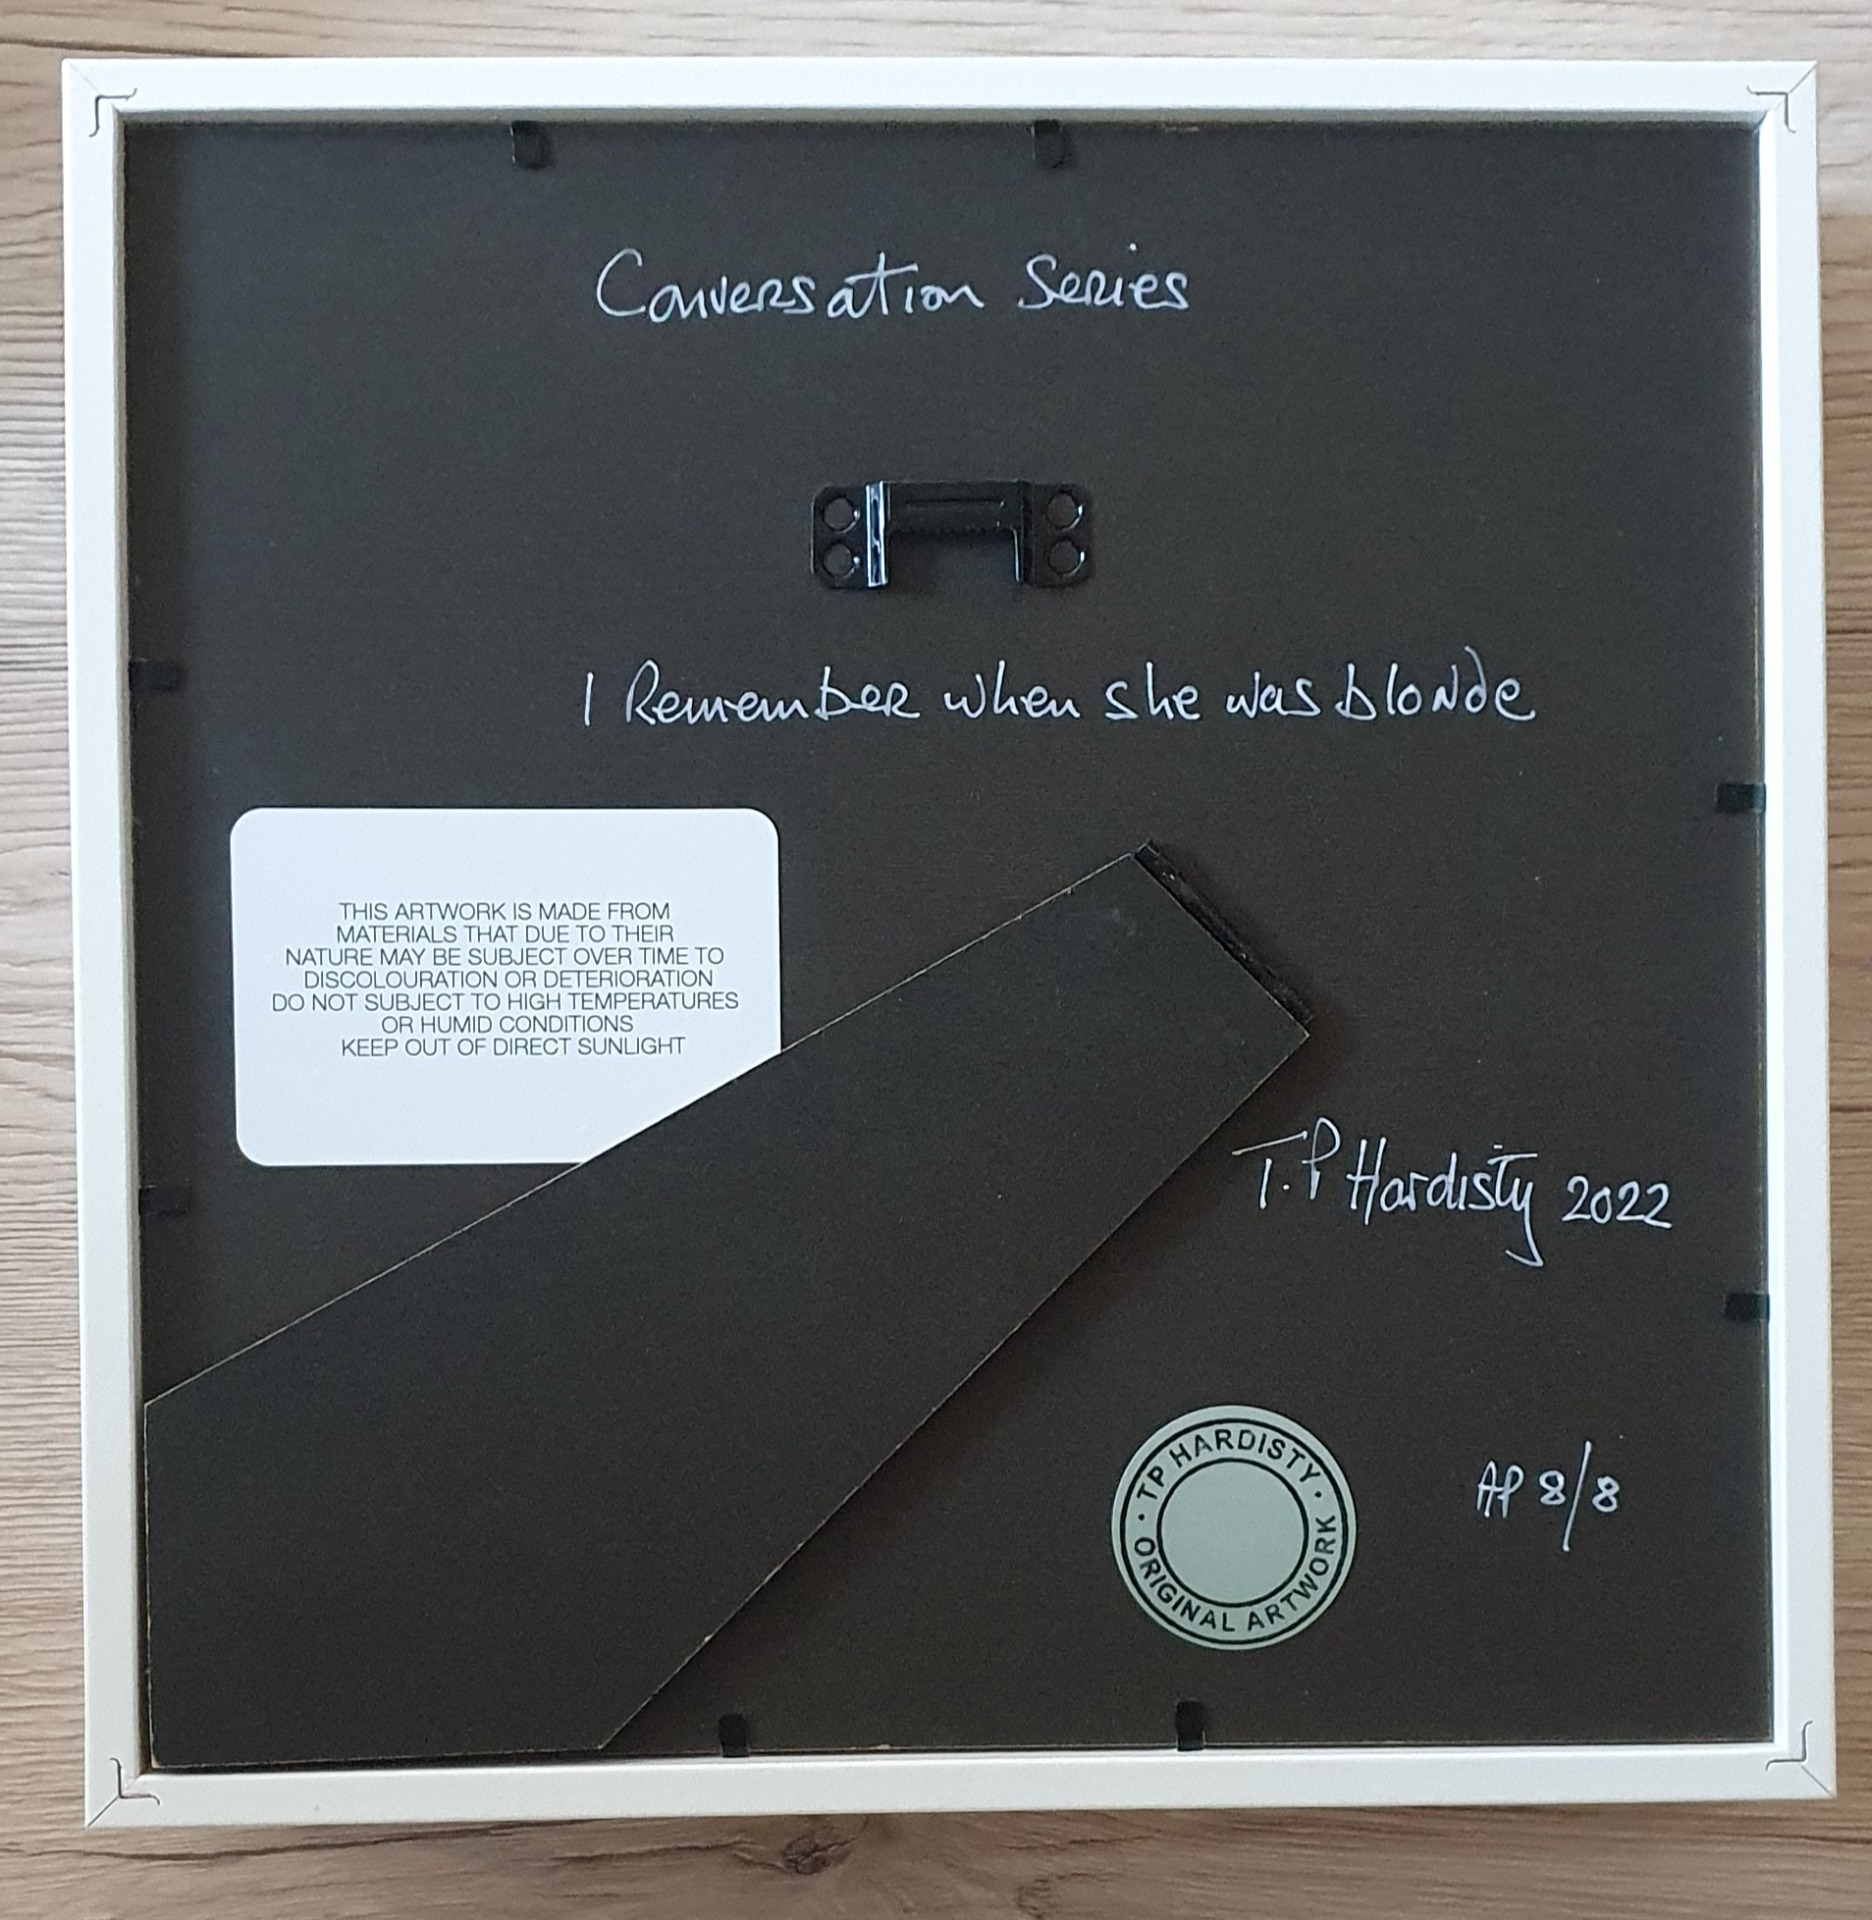 Conversation Series
I Remember when she was blonde
THIS ARTWORK IS MADE FROM
MATERIALS THAT DUE TO THEIR
NATURE MAY BE SUBJECT OVER TIME TO
DISCOLOURATION OR DETERIORATION
DO NOT SUBJECT TO HIGH TEMPERATURES
OR HUMID CONDITIONS
KEEP OUT OF DIRECT SUNLIGHT
T.P Hardisty 2022
· TP HARDISTY ·
ORIGINAL ARTWORK
AP 8/8